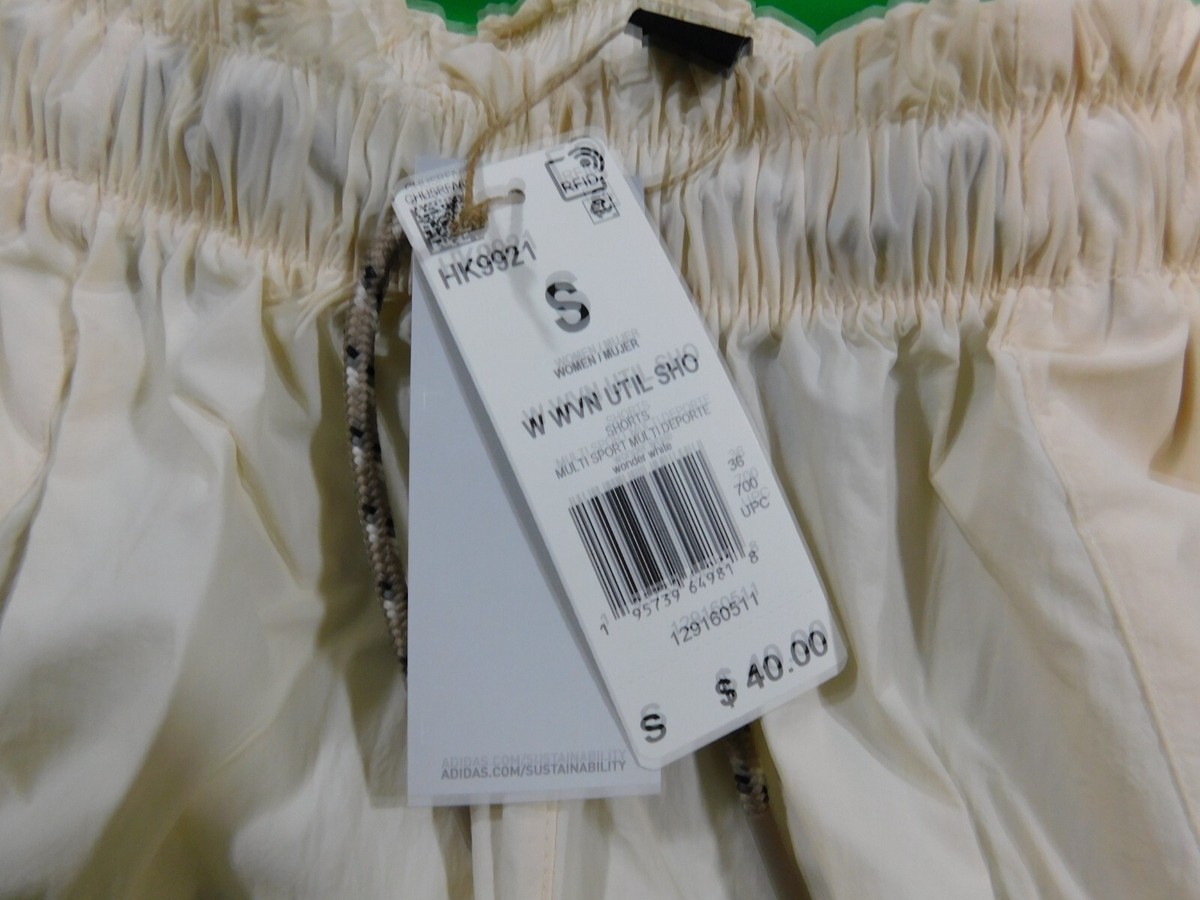 RFID
HK9921
S
WOMEN / MUJER
W WVN UTIL SHO
SHORTS
MULTI SPORT MULTI DEPORTE
wonder white
36
700
UPC
1 95739 64981 8
129160511
$ 40.00
S
ADIDAS.COM/SUSTAINABILITY